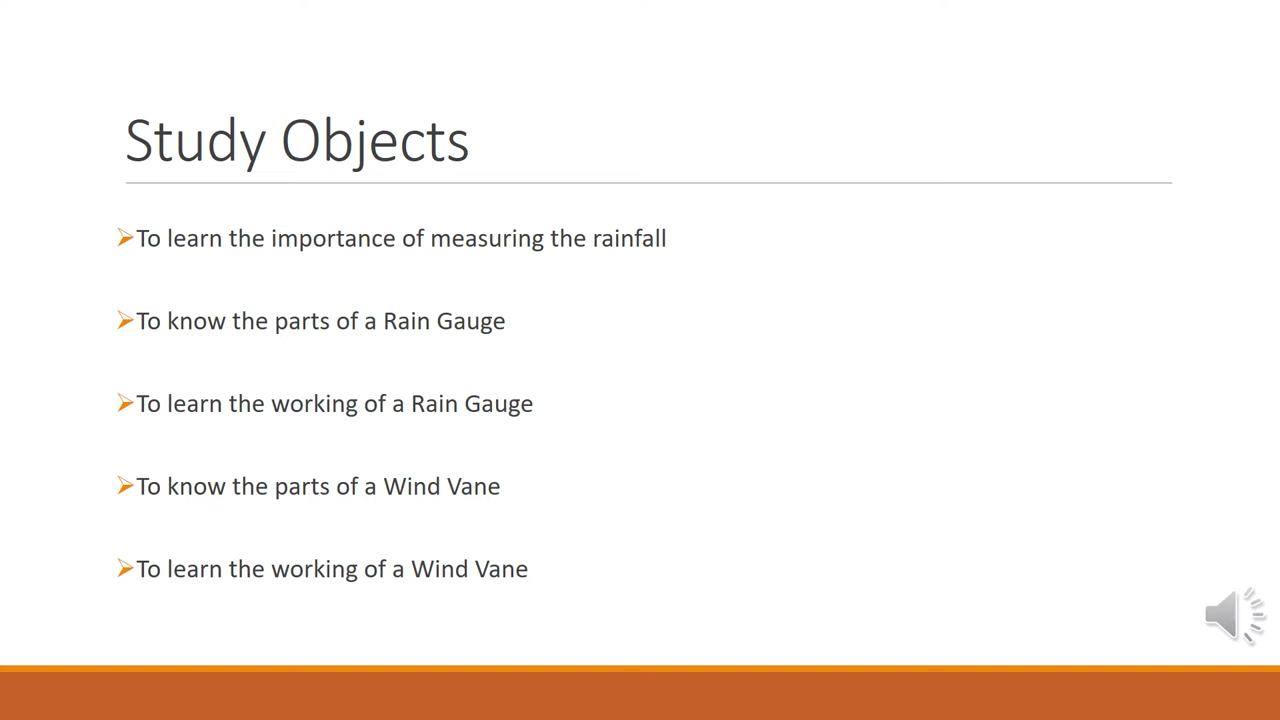 Study Objects
To learn the importance of measuring the rainfall
To know the parts of a Rain Gauge
To learn the working of a Rain Gauge
To know the parts of a Wind Vane
To learn the working of a Wind Vane